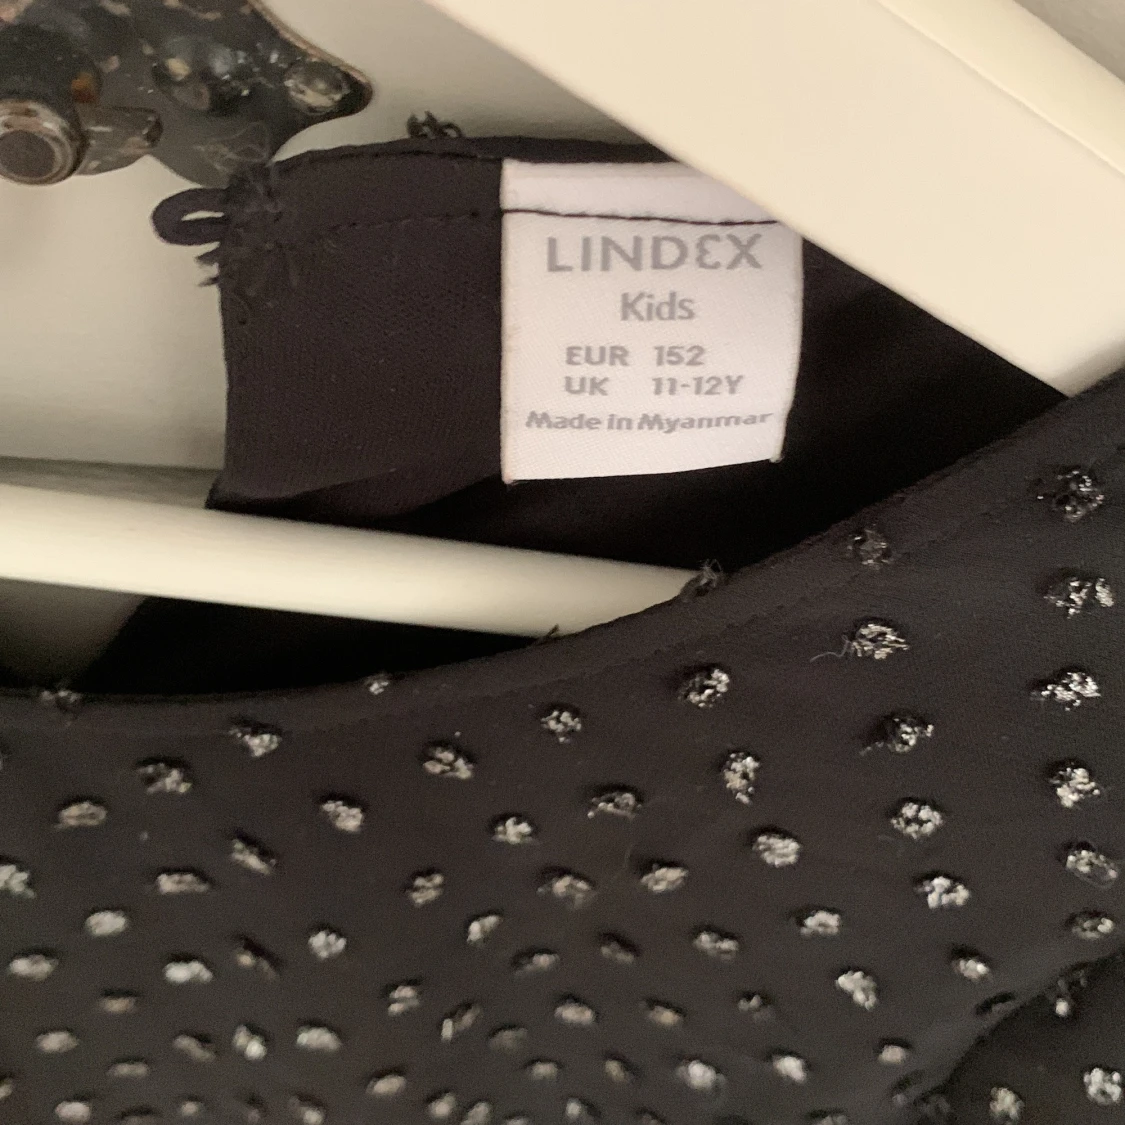 LINDEX
Kids
EUR 152
UK 11-12Y
Made in Myanmar